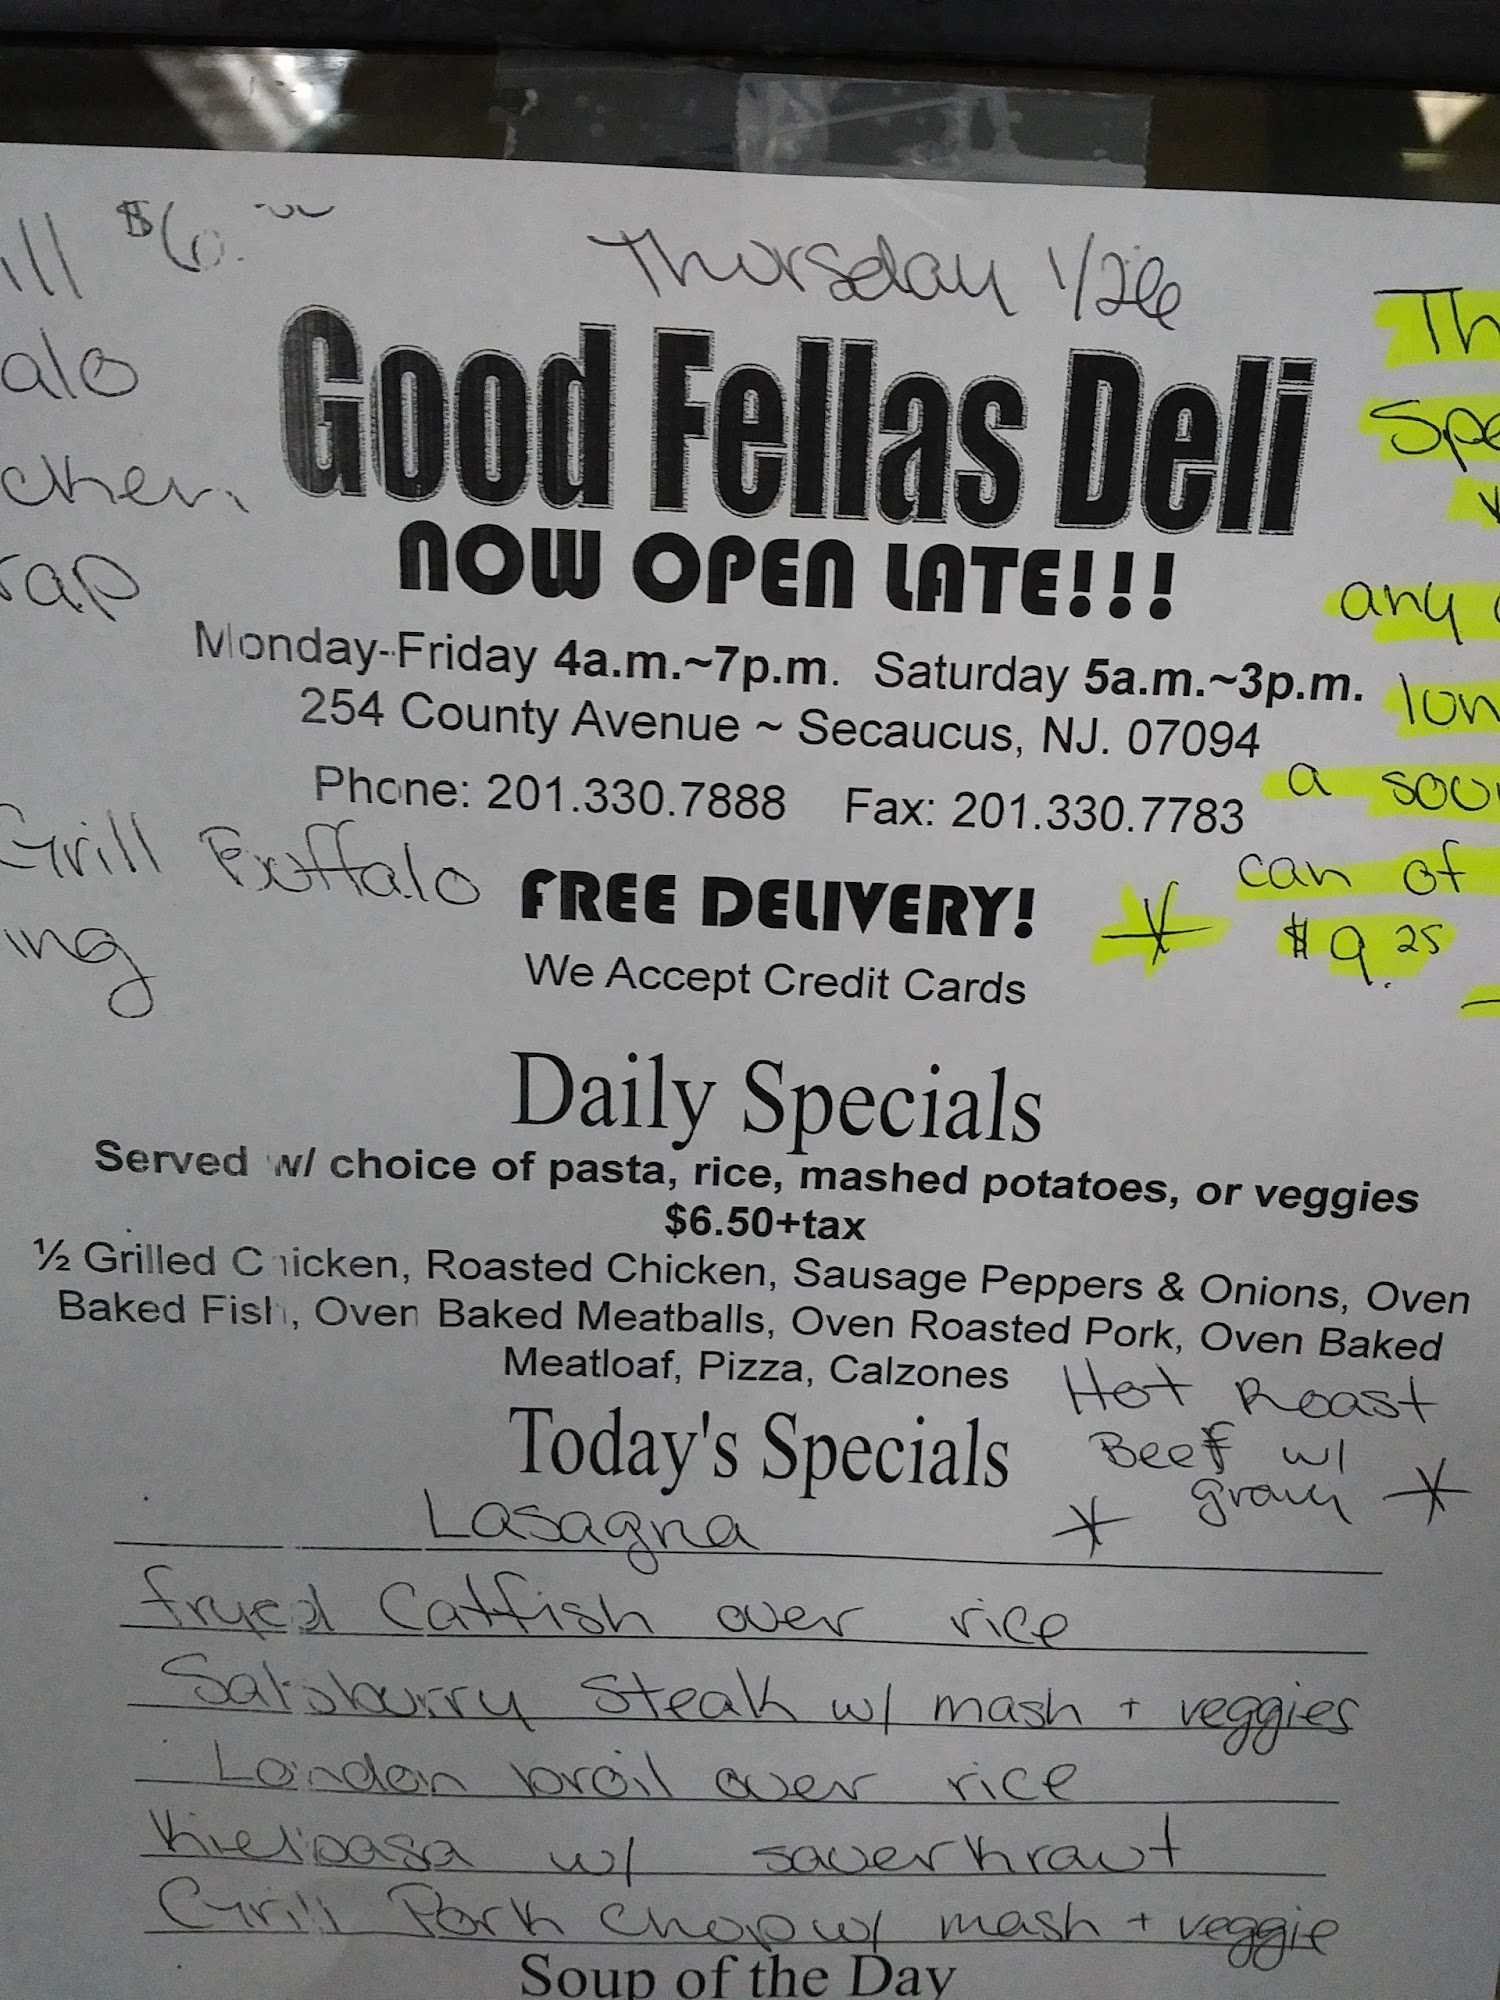 $6.
Thursday 1/26
Good Fellas Deli
NOW OPEN LATE!!!
Monday-Friday 4a.m.~7p.m. Saturday 5a.m.~3p.m.
254 County Avenue ~ Secaucus, NJ. 07094
Phone: 201.330.7888 Fax: 201.330.7783
Grill Buffalo
FREE DELIVERY!
We Accept Credit Cards
any
a
can of
$9.25
Daily Specials
Served w/ choice of pasta, rice, mashed potatoes, or veggies
$6.50+tax
½ Grilled Chicken, Roasted Chicken, Sausage Peppers & Onions, Oven
Baked Fish, Oven Baked Meatballs, Oven Roasted Pork, Oven Baked
Meatloaf, Pizza, Calzones
Hot Roast
Beef w/
gravy
Today's Specials
Lasagna
fryed Catfish over rice
Salsburry Steak w/ mash + veggies
London broil over rice
Kielbasa w/ sauerkraut
Grill Pork Chop w/ mash + veggie
Soup of the Day